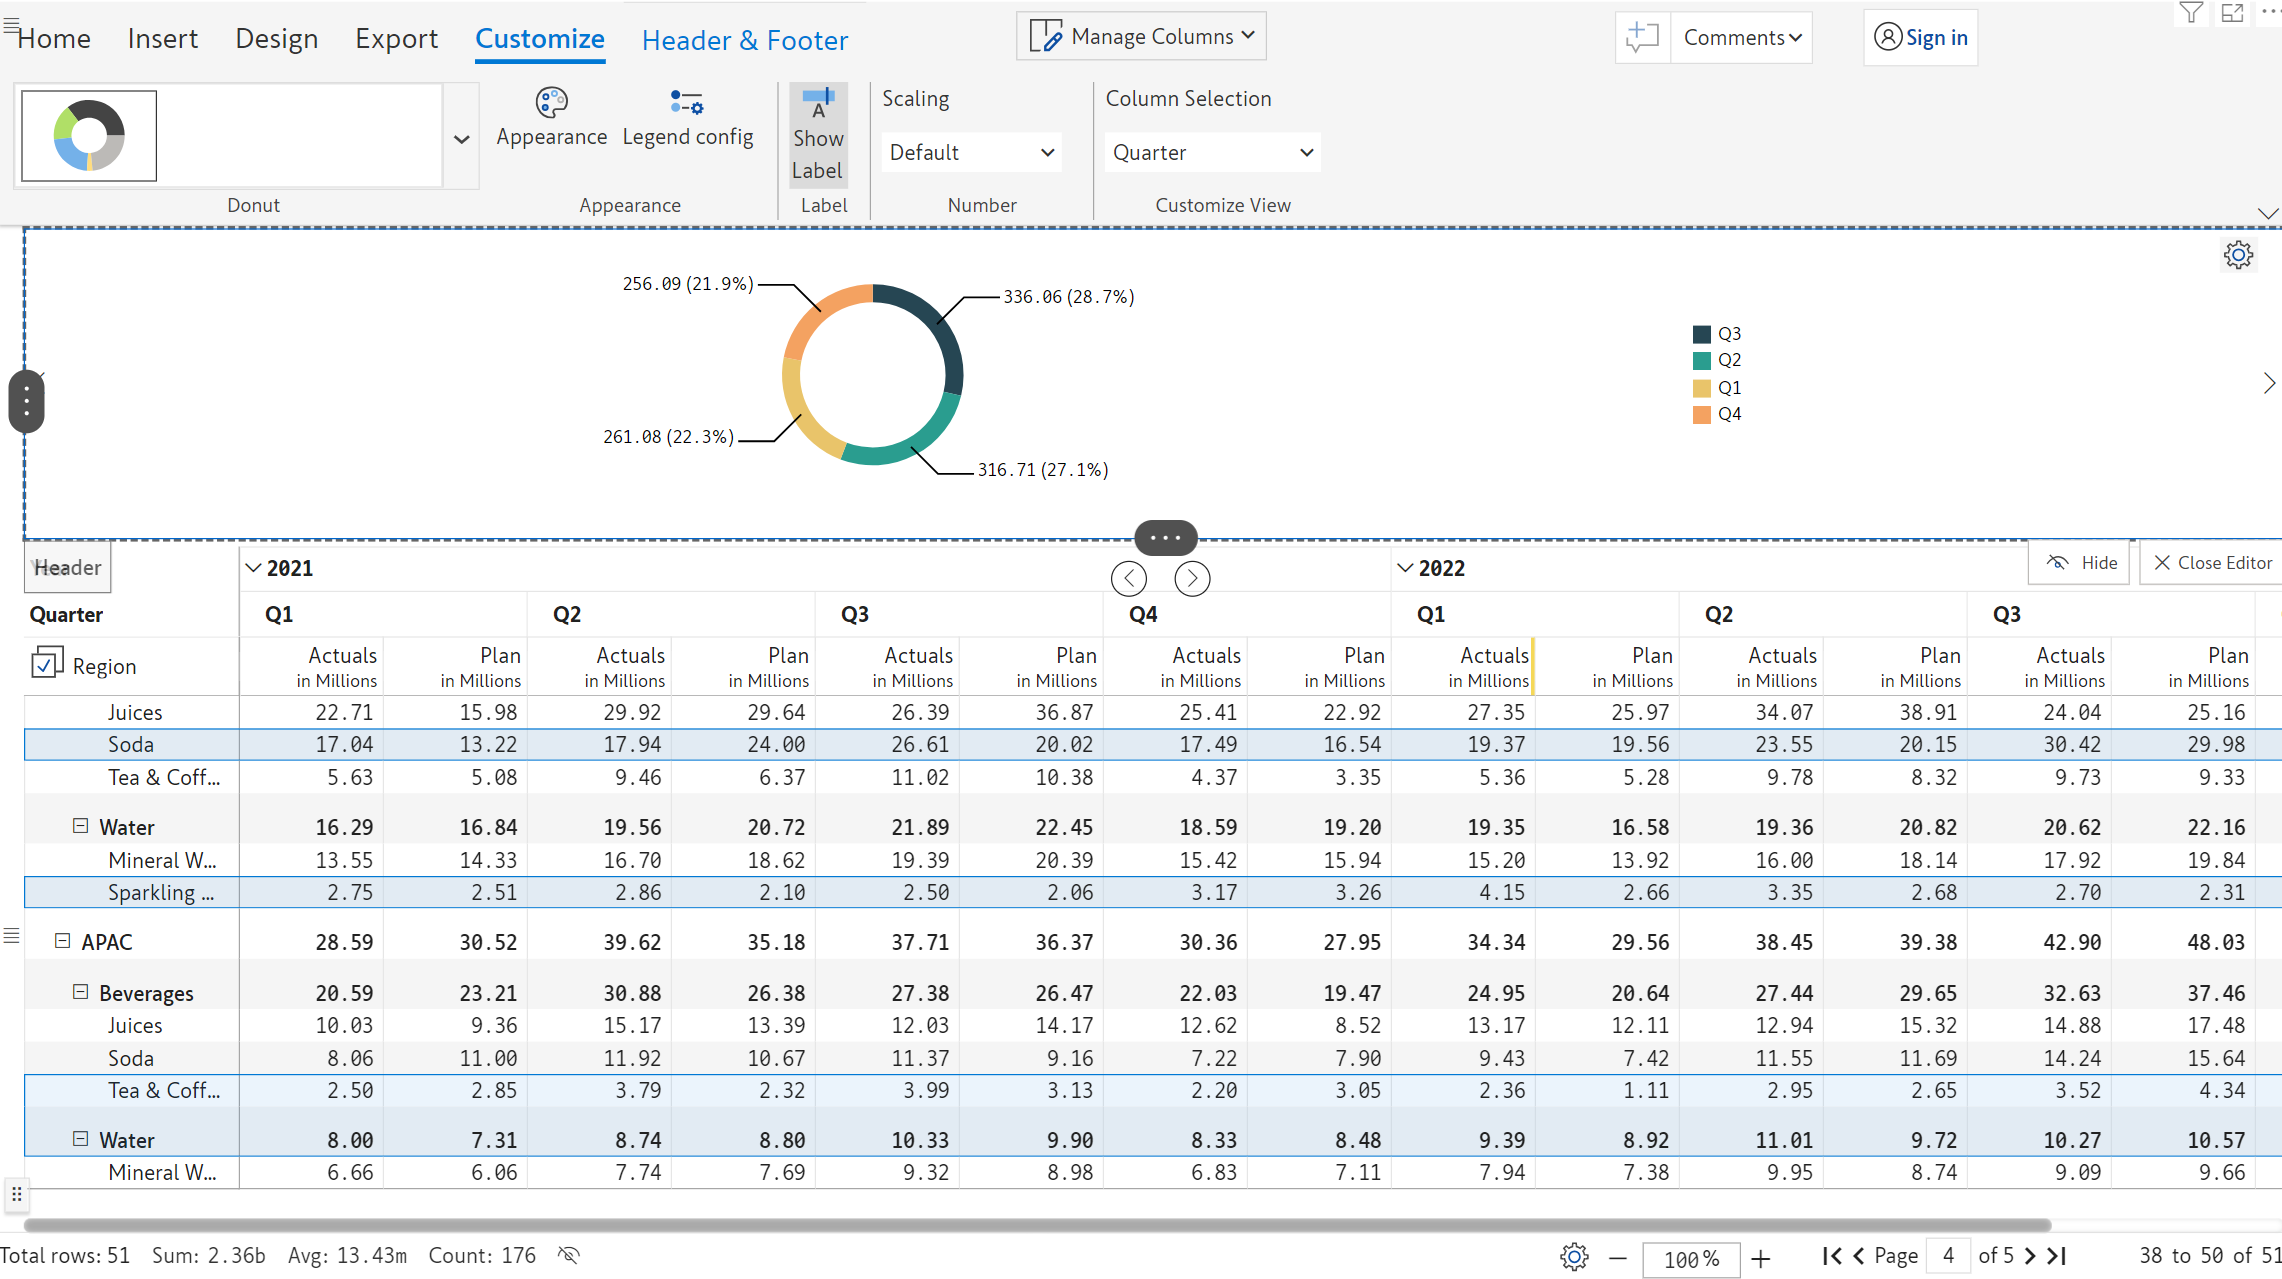 Home Insert Design Export Customize Header & Footer Manage Columns Comments Sign in
Appearance Legend config Show Label Scaling Default Column Selection Quarter
Donut Appearance Label Number Customize View
256.09 (21.9%)
336.06 (28.7%)
261.08 (22.3%)
316.71 (27.1%)
Q3
Q2
Q1
Q4
Header 2021 2022 Hide Close Editor
Quarter Q1 Q2 Q3 Q4 Q1 Q2 Q3
Region Actuals Plan Actuals Plan Actuals Plan Actuals Plan Actuals Plan Actuals Plan Actuals Plan
in Millions in Millions in Millions in Millions in Millions in Millions in Millions in Millions in Millions in Millions in Millions in Millions in Millions in Millions
Juices 22.71 15.98 29.92 29.64 26.39 36.87 25.41 22.92 27.35 25.97 34.07 38.91 24.04 25.16
Soda 17.04 13.22 17.94 24.00 26.61 20.02 17.49 16.54 19.37 19.56 23.55 20.15 30.42 29.98
Tea & Coff... 5.63 5.08 9.46 6.37 11.02 10.38 4.37 3.35 5.36 5.28 9.78 8.32 9.73 9.33
Water 16.29 16.84 19.56 20.72 21.89 22.45 18.59 19.20 19.35 16.58 19.36 20.82 20.62 22.16
Mineral W... 13.55 14.33 16.70 18.62 19.39 20.39 15.42 15.94 15.20 13.92 16.00 18.14 17.92 19.84
Sparkling ... 2.75 2.51 2.86 2.10 2.50 2.06 3.17 3.26 4.15 2.66 3.35 2.68 2.70 2.31
APAC 28.59 30.52 39.62 35.18 37.71 36.37 30.36 27.95 34.34 29.56 38.45 39.38 42.90 48.03
Beverages 20.59 23.21 30.88 26.38 27.38 26.47 22.03 19.47 24.95 20.64 27.44 29.65 32.63 37.46
Juices 10.03 9.36 15.17 13.39 12.03 14.17 12.62 8.52 13.17 12.11 12.94 15.32 14.88 17.48
Soda 8.06 11.00 11.92 10.67 11.37 9.16 7.22 7.90 9.43 7.42 11.55 11.69 14.24 15.64
Tea & Coff... 2.50 2.85 3.79 2.32 3.99 3.13 2.20 3.05 2.36 1.11 2.95 2.65 3.52 4.34
Water 8.00 7.31 8.74 8.80 10.33 9.90 8.33 8.48 9.39 8.92 11.01 9.72 10.27 10.57
Mineral W... 6.66 6.06 7.74 7.69 9.32 8.98 6.83 7.11 7.94 7.38 9.95 8.74 9.09 9.66
Total rows: 51 Sum: 2.36b Avg: 13.43m Count: 176 100% Page 4 of 5 38 to 50 of 51